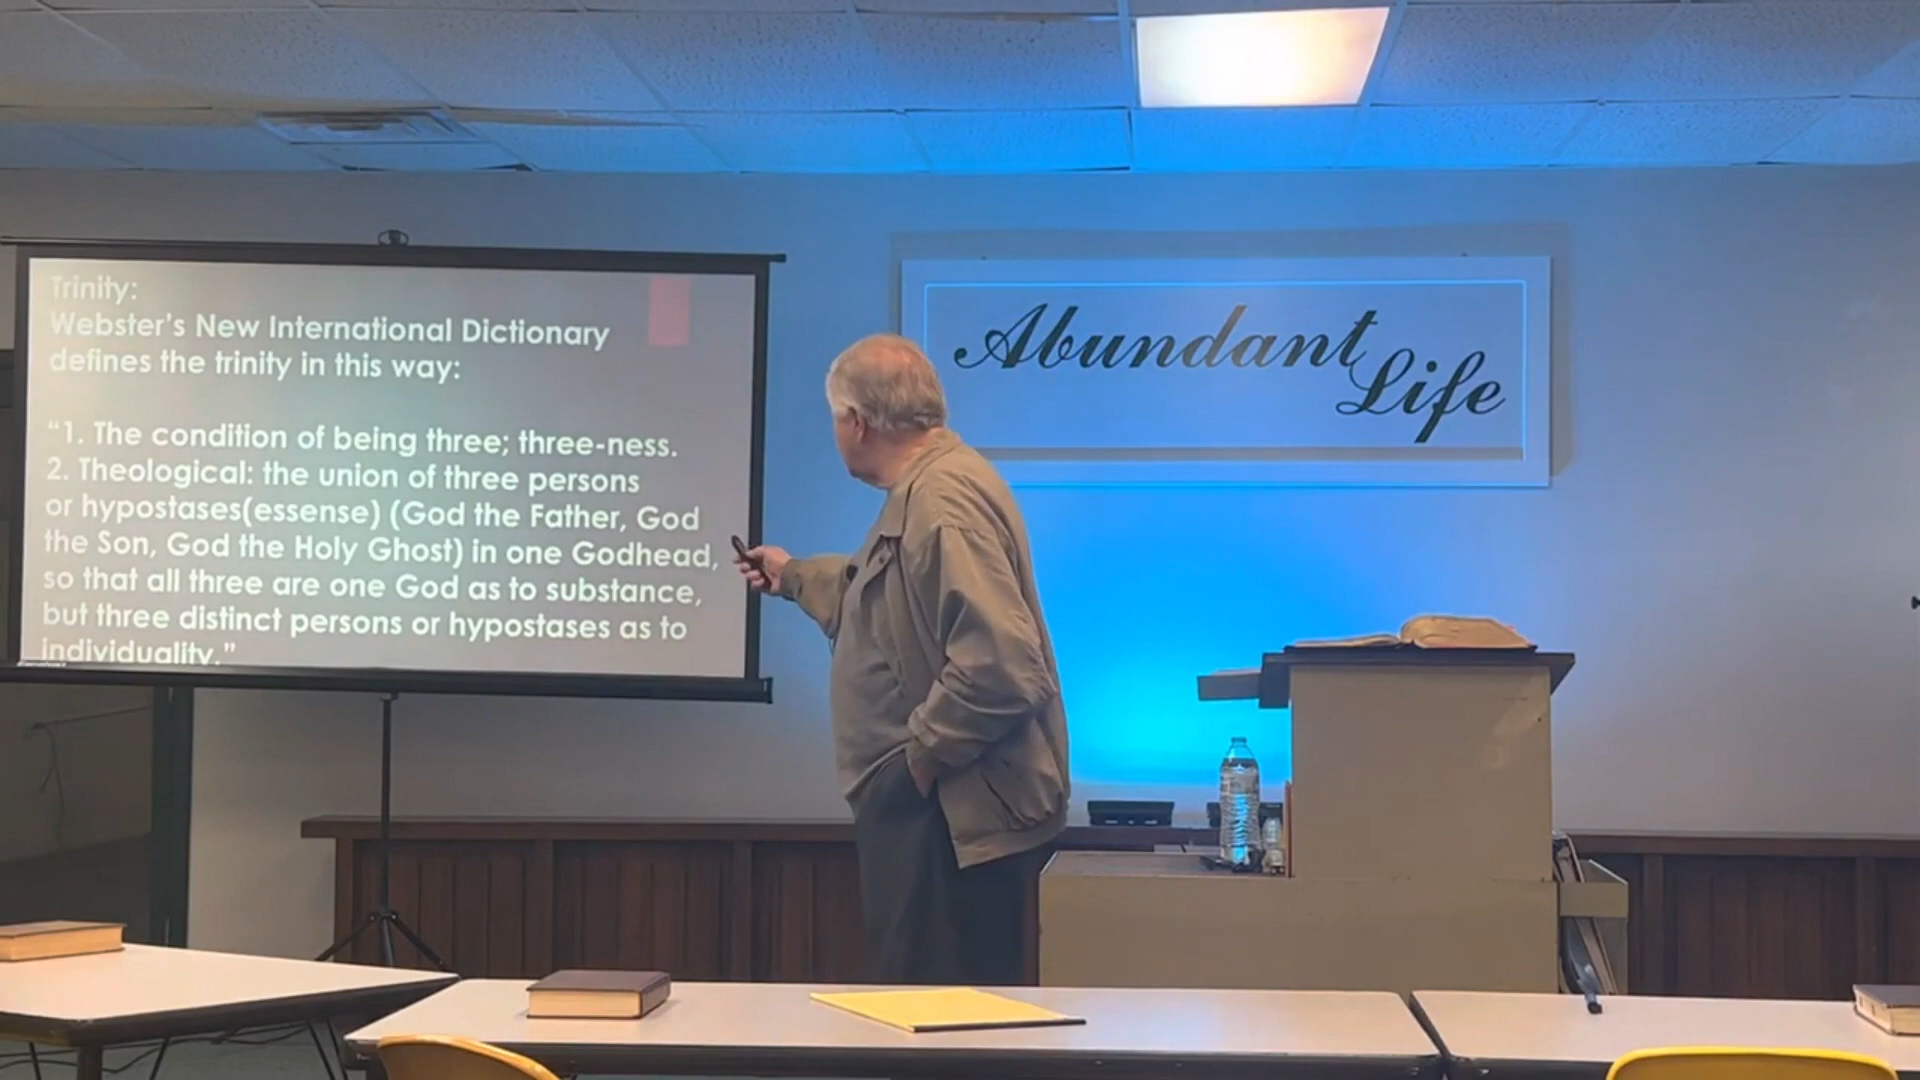 Trinity:
Webster's New International Dictionary
defines the trinity in this way:
"1. The condition of being three; three-ness.
2. Theological: the union of three persons
or hypostases(essense) (God the Father, God
the Son, God the Holy Ghost) in one Godhead,
so that all three are one God as to substance,
but three distinct persons or hypostases as to
individuality."
Abundant
Life